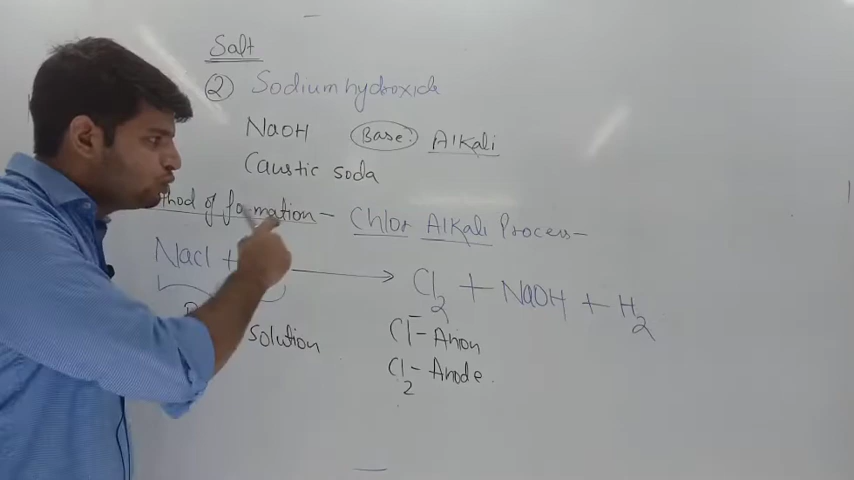 Salt
② Sodium hydroxide
NaOH Base: Alkali
Caustic soda
thod of formation – Chlor Alkali Process –
Nacl + → Cl2 + NaOH + H2
Cl⁻ – Anion
Solution
Cl2 – Anode